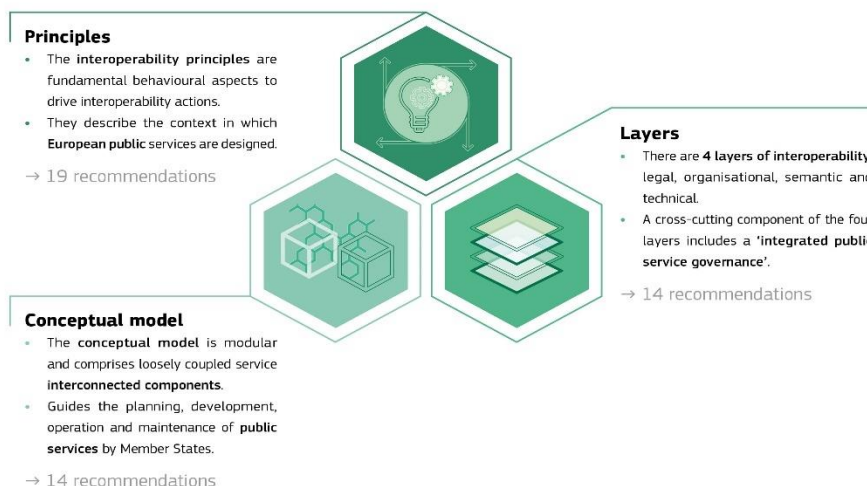 Principles
• The interoperability principles are
fundamental behavioural aspects to
drive interoperability actions.
• They describe the context in which
European public services are designed.
→ 19 recommendations
Layers
• There are 4 layers of interoperability
legal, organisational, semantic and
technical.
• A cross-cutting component of the fou
layers includes a ‘integrated public
service governance’.
→ 14 recommendations
Conceptual model
• The conceptual model is modular
and comprises loosely coupled service
interconnected components.
• Guides the planning, development,
operation and maintenance of public
services by Member States.
→ 14 recommendations